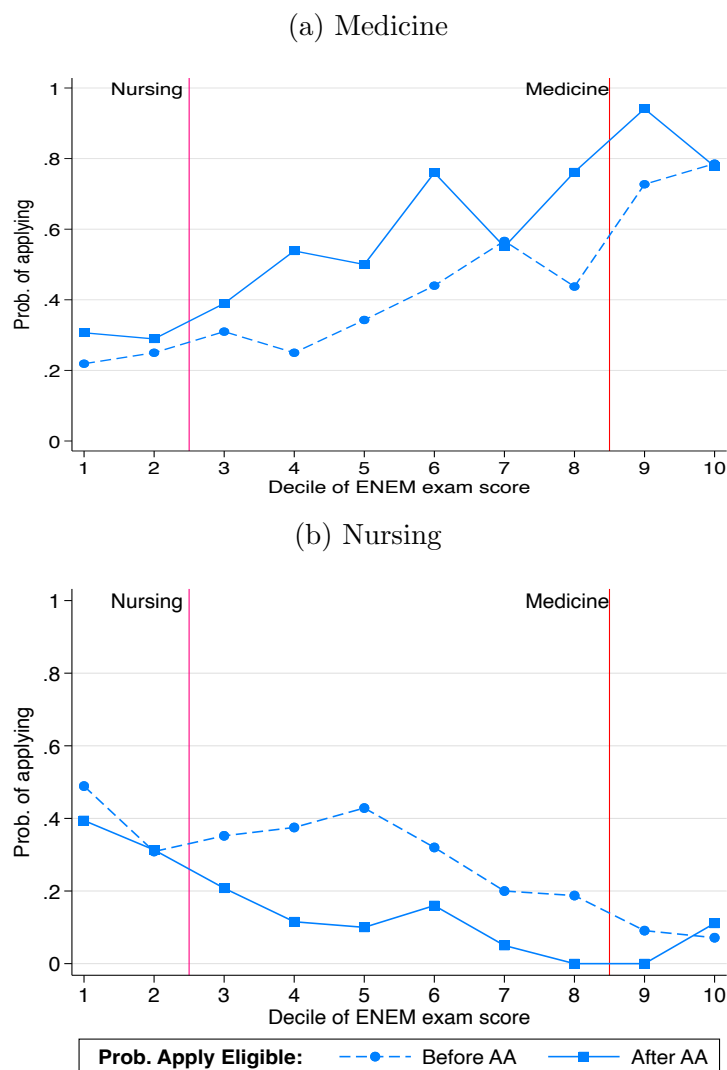 (a) Medicine
1
Nursing
Medicine
.8
.6
.4
.2
0
Prob. of applying
1 2 3 4 5 6 7 8 9 10
Decile of ENEM exam score
(b) Nursing
1
Nursing
Medicine
.8
.6
.4
.2
0
Prob. of applying
1 2 3 4 5 6 7 8 9 10
Decile of ENEM exam score
Prob. Apply Eligible: Before AA After AA